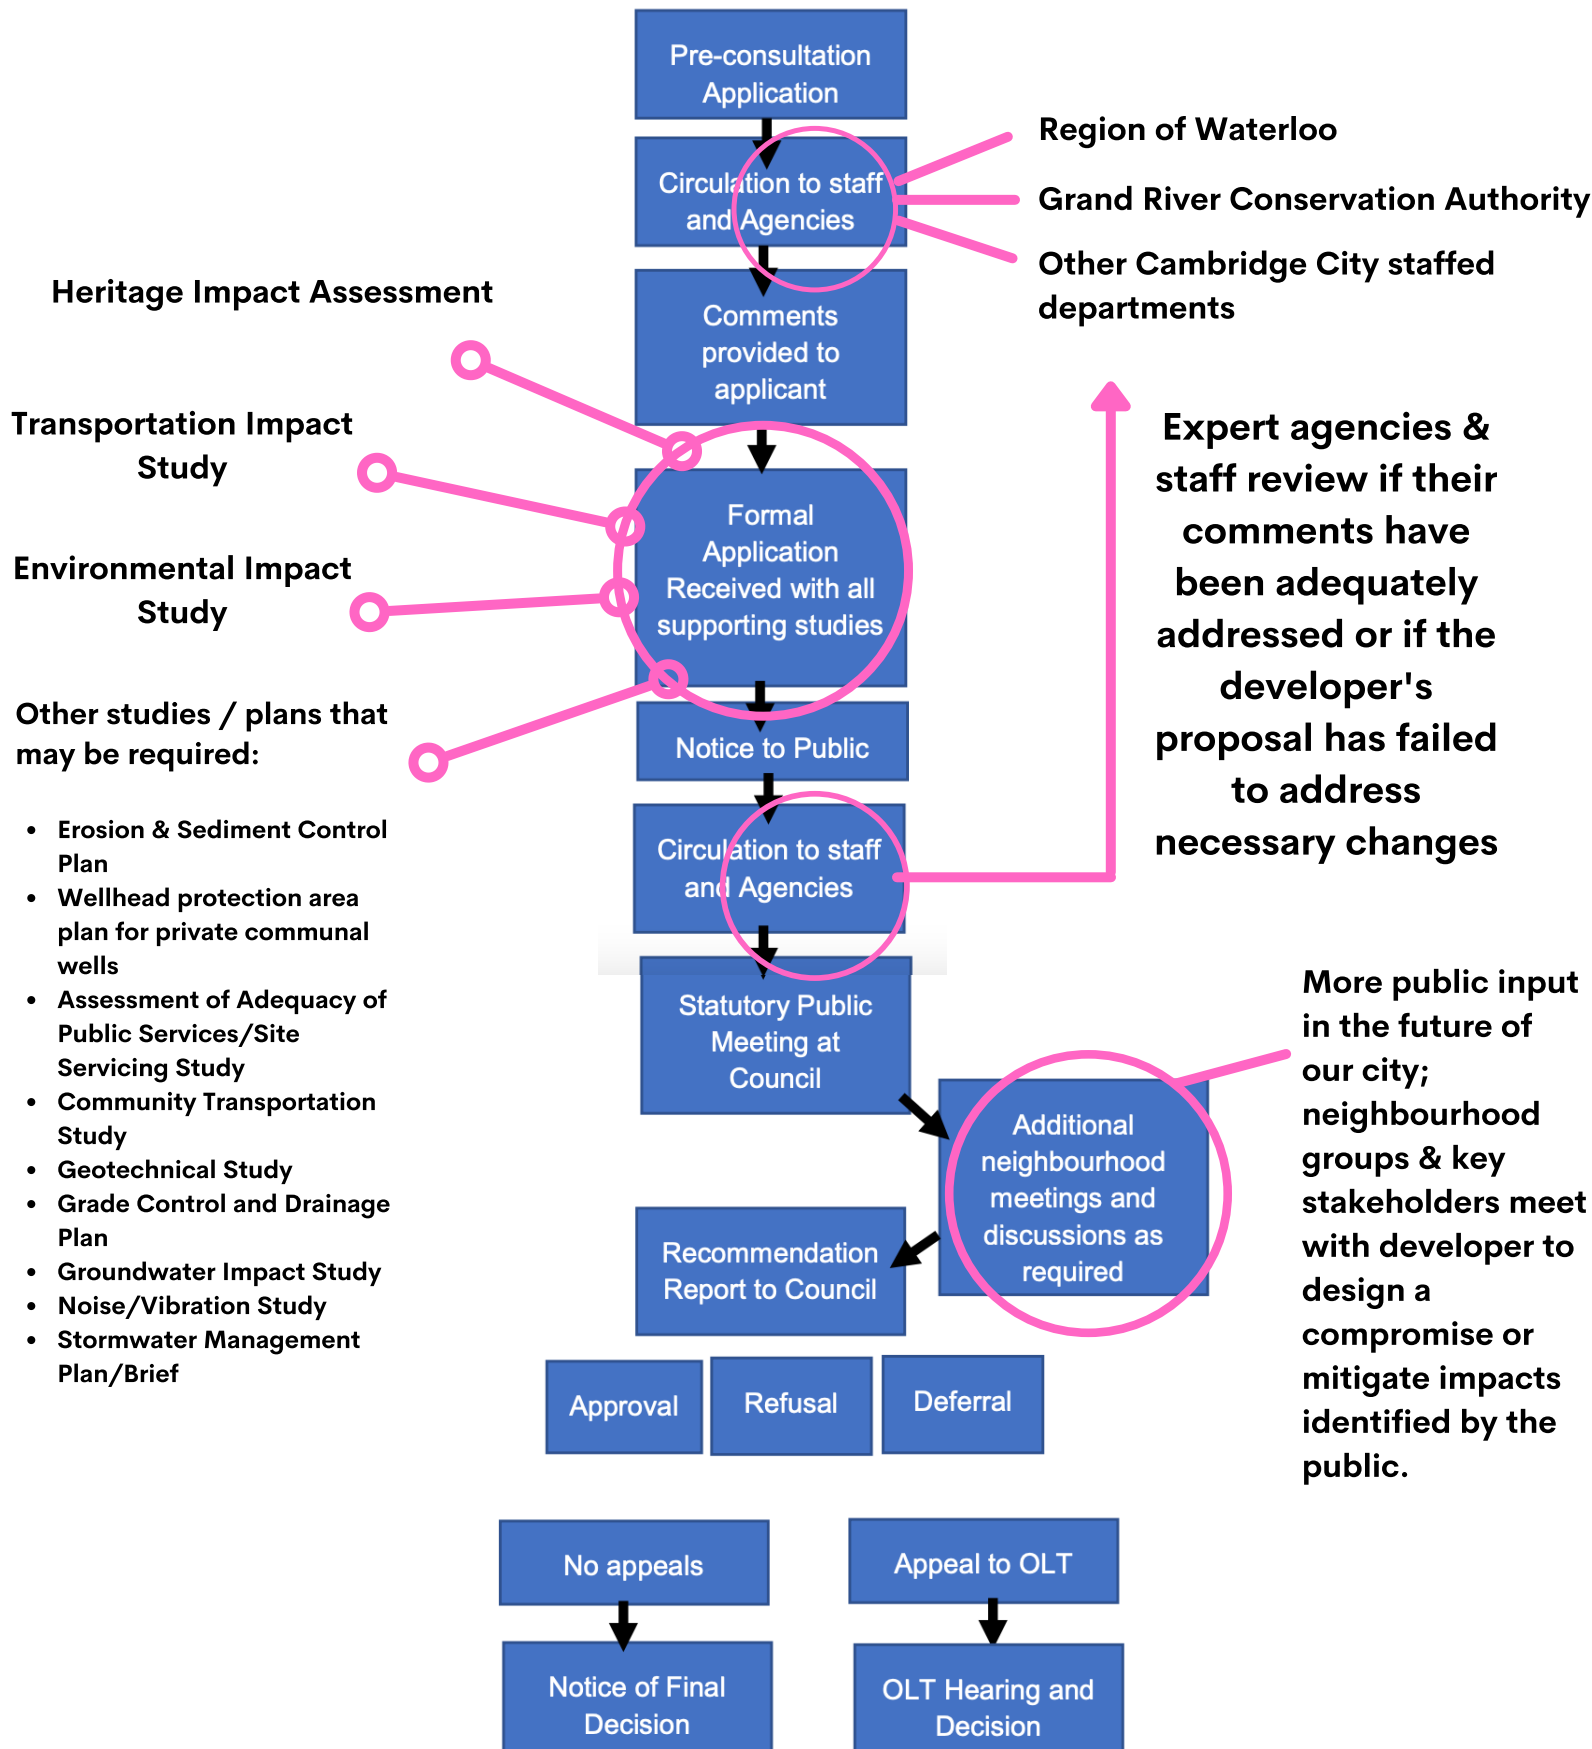 Pre-consultation
Application
Circulation to staff
and Agencies
Region of Waterloo
Grand River Conservation Authority
Other Cambridge City staffed
departments
Comments
provided to
applicant
Heritage Impact Assessment
Transportation Impact
Study
Environmental Impact
Study
Other studies / plans that
may be required:
• Erosion & Sediment Control
Plan
• Wellhead protection area
plan for private communal
wells
• Assessment of Adequacy of
Public Services/Site
Servicing Study
• Community Transportation
Study
• Geotechnical Study
• Grade Control and Drainage
Plan
• Groundwater Impact Study
• Noise/Vibration Study
• Stormwater Management
Plan/Brief
Formal
Application
Received with all
supporting studies
Notice to Public
Circulation to staff
and Agencies
Expert agencies &
staff review if their
comments have
been adequately
addressed or if the
developer's
proposal has failed
to address
necessary changes
Statutory Public
Meeting at
Council
Additional
neighbourhood
meetings and
discussions as
required
More public input
in the future of
our city;
neighbourhood
groups & key
stakeholders meet
with developer to
design a
compromise or
mitigate impacts
identified by the
public.
Recommendation
Report to Council
Approval
Refusal
Deferral
No appeals
Appeal to OLT
Notice of Final
Decision
OLT Hearing and
Decision